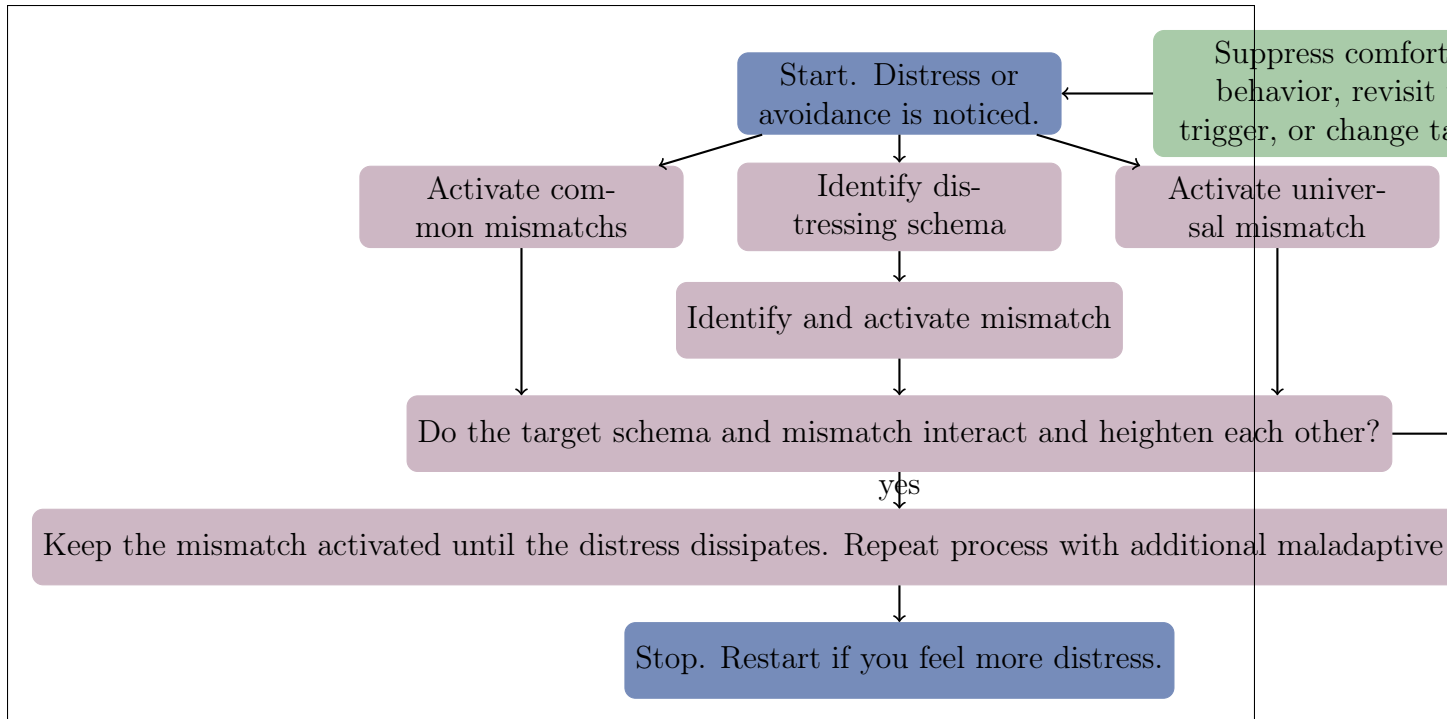 Start. Distress or
avoidance is noticed.
Suppress comfort
behavior, revisit
trigger, or change
Activate com-
mon mismatchs
Identify dis-
tressing schema
Activate univer-
sal mismatch
Identify and activate mismatch
Do the target schema and mismatch interact and heighten each other?
yes
Keep the mismatch activated until the distress dissipates. Repeat process with additional maladaptive
Stop. Restart if you feel more distress.